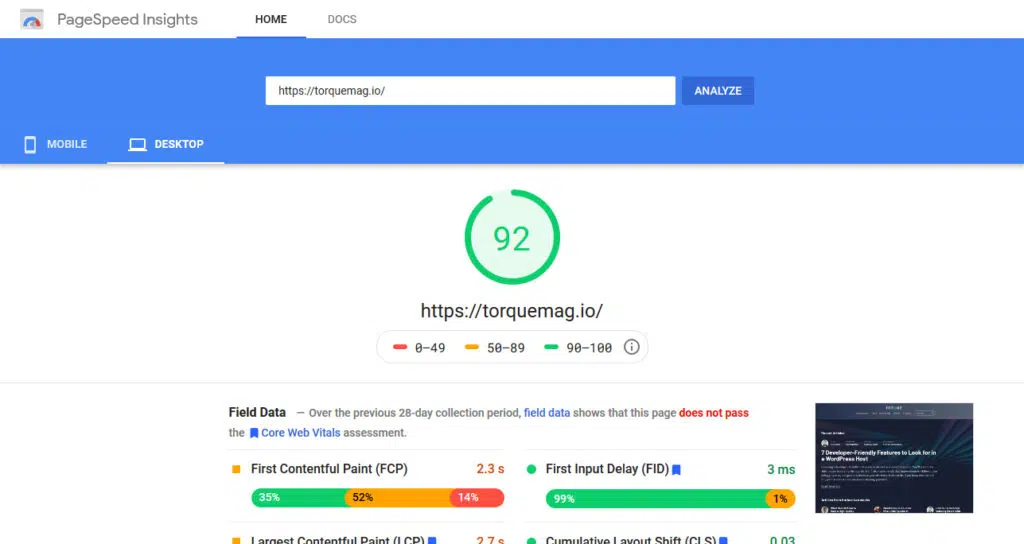 PageSpeed Insights
HOME
DOCS
https://torquemag.io/
ANALYZE
MOBILE
DESKTOP
92
https://torquemag.io/
0–49
50–89
90–100
Field Data — Over the previous 28-day collection period, field data shows that this page does not pass
the Core Web Vitals assessment.
First Contentful Paint (FCP)
2.3 s
35%
52%
14%
First Input Delay (FID)
3 ms
99%
1%
7 Developer-Friendly Features to Look for in
a WordPress Host
Largest Contentful Paint (LCP)
2.7 s
Cumulative Layout Shift (CLS)
0.03